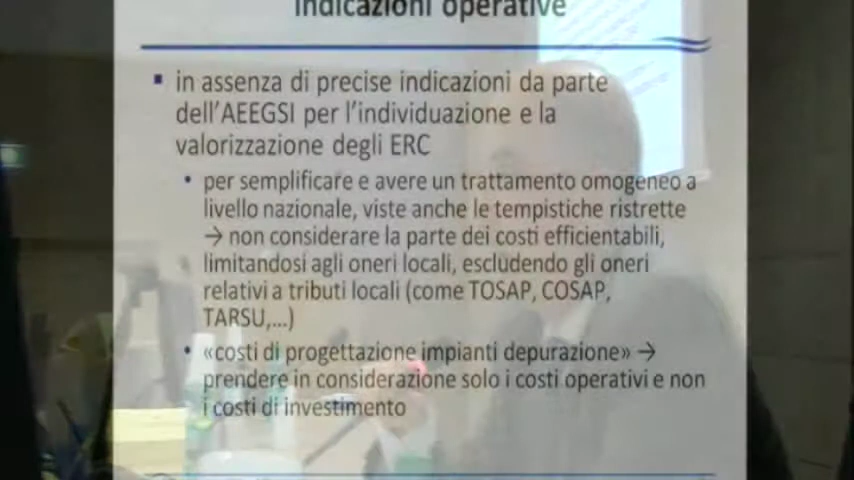 indicazioni operative
in assenza di precise indicazioni da parte
dell'AEEGSI per l'individuazione e la
valorizzazione degli ERC
per semplificare e avere un trattamento omogeneo a
livello nazionale, viste anche le tempistiche ristrette
→ non considerare la parte dei costi efficientabili,
limitandosi agli oneri locali, escludendo gli oneri
relativi a tributi locali (come TOSAP, COSAP,
TARSU,...)
«costi di progettazione impianti depurazione» →
prendere in considerazione solo i costi operativi e non
i costi di investimento